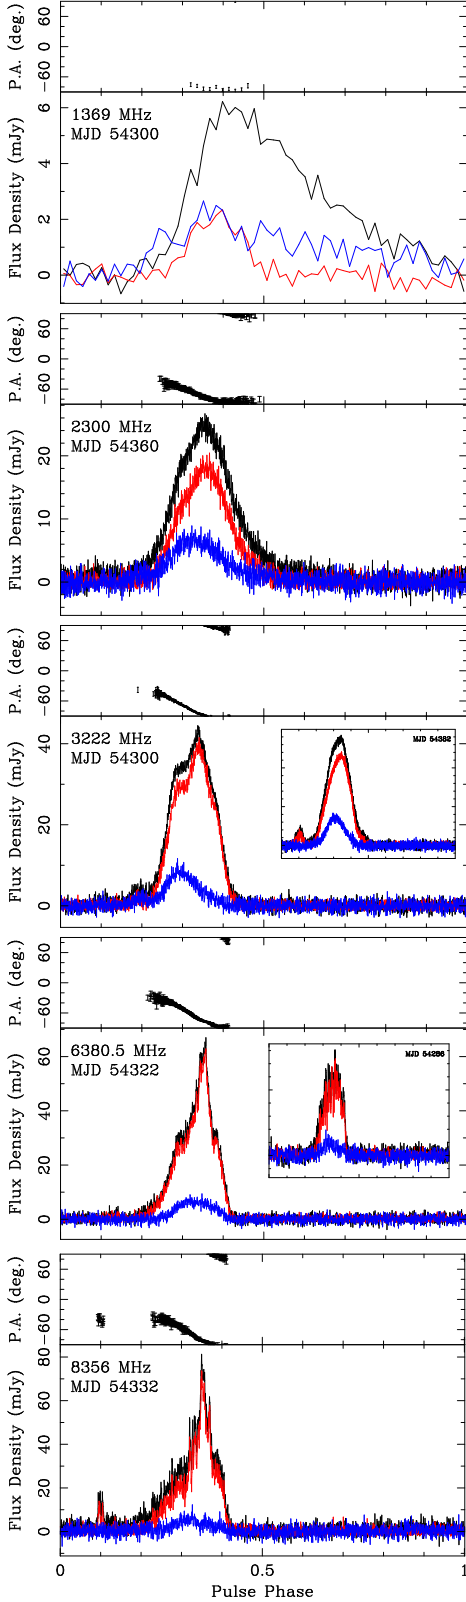 P.A. (deg.)
−60 0 60
Flux Density (mJy)
0 2 4 6
1369 MHz
MJD 54300
P.A. (deg.)
−60 0 60
Flux Density (mJy)
0 10 20
2300 MHz
MJD 54360
P.A. (deg.)
−60 0 60
Flux Density (mJy)
0 20 40
3222 MHz
MJD 54300
MJD 54382
P.A. (deg.)
−60 0 60
Flux Density (mJy)
0 20 40 60
6380.5 MHz
MJD 54322
MJD 54286
P.A. (deg.)
−60 0 60
Flux Density (mJy)
0 20 40 60 80
8356 MHz
MJD 54332
0 0.5 1
Pulse Phase